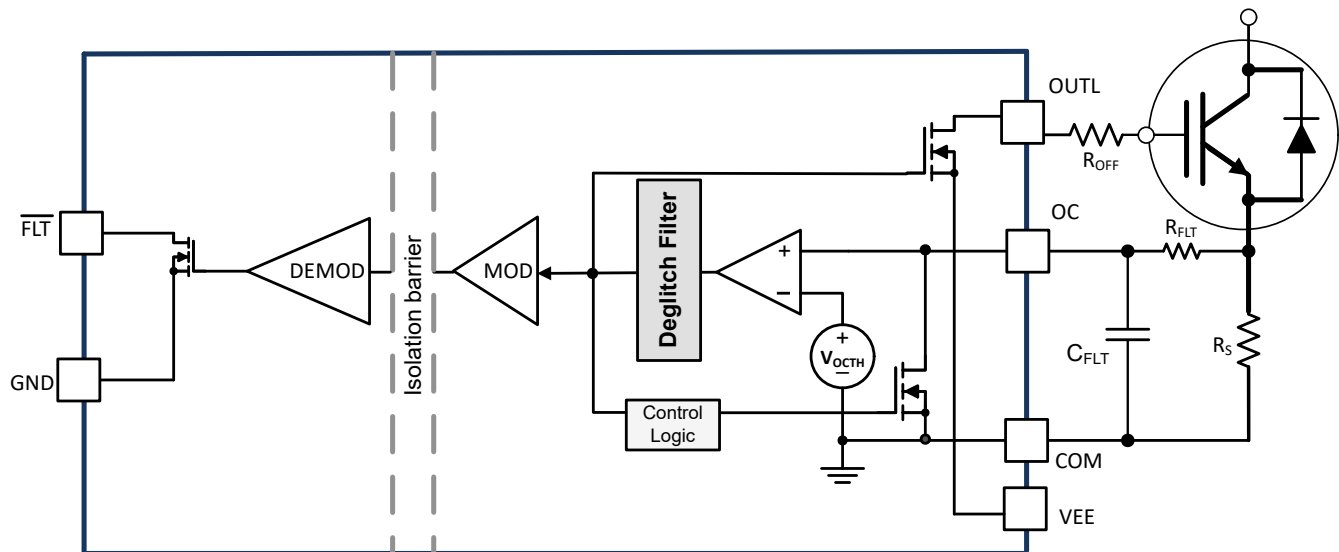 OUTL
R_OFF
FLT
OC
R_FLT
DEMOD
Isolation barrier
MOD
Deglitch Filter
+
−
+
V_OCTH
−
C_FLT
R_S
GND
Control
Logic
COM
VEE